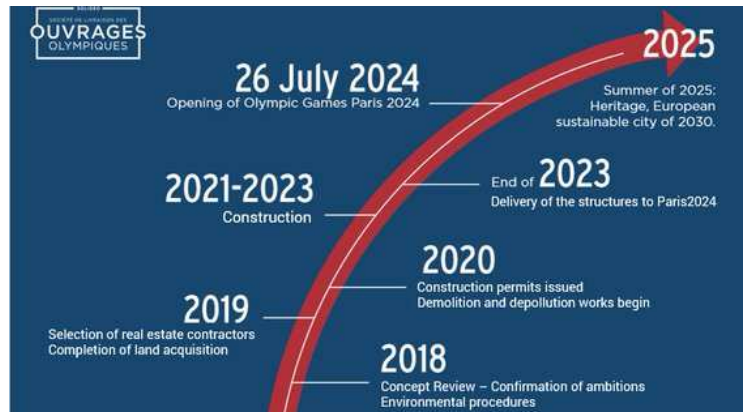 SOLIDEO
SOCIÉTÉ DE LIVRAISON DES
OUVRAGES
OLYMPIQUES
2025
Summer of 2025:
Heritage, European
sustainable city of 2030.
26 July 2024
Opening of Olympic Games Paris 2024
End of 2023
Delivery of the structures to Paris2024
2021-2023
Construction
2020
Construction permits issued
Demolition and depollution works begin
2019
Selection of real estate contractors
Completion of land acquisition
2018
Concept Review – Confirmation of ambitions
Environmental procedures